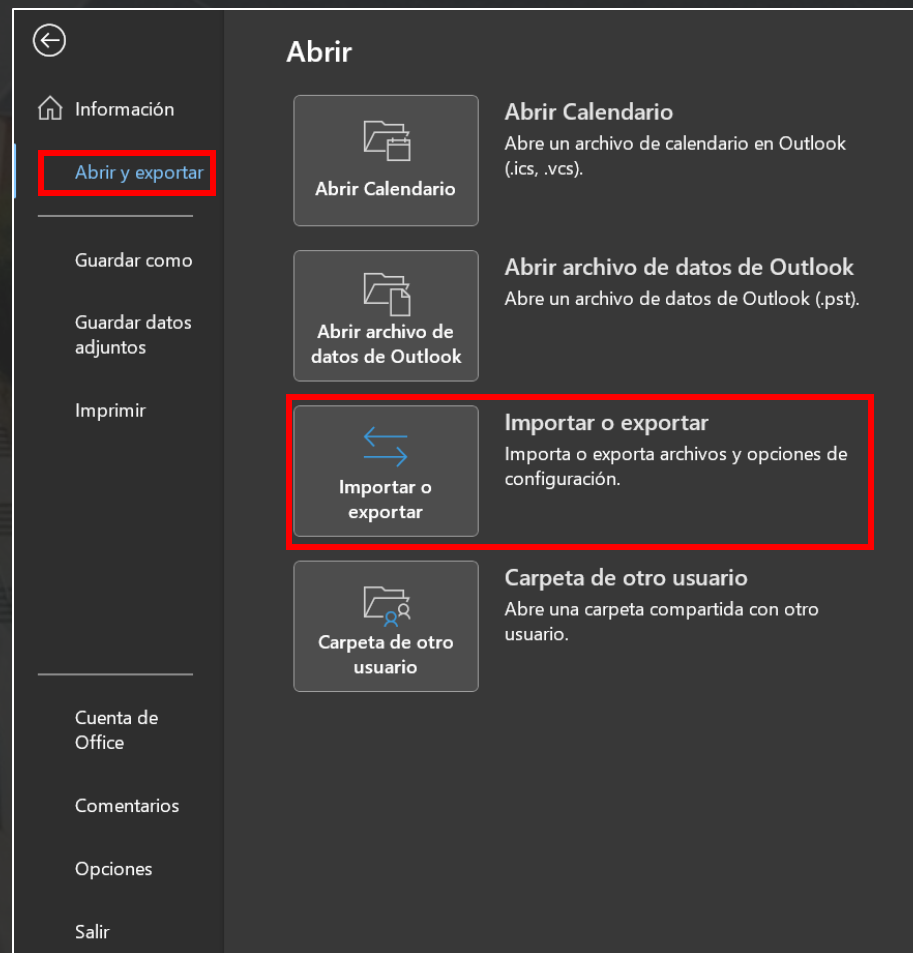 Información
Abrir y exportar
Guardar como
Guardar datos
adjuntos
Imprimir
Cuenta de
Office
Comentarios
Opciones
Salir
Abrir
Abrir Calendario
Abrir Calendario
Abre un archivo de calendario en Outlook
(.ics, .vcs).
Abrir archivo de
datos de Outlook
Abrir archivo de datos de Outlook
Abre un archivo de datos de Outlook (.pst).
Importar o
exportar
Importar o exportar
Importa o exporta archivos y opciones de
configuración.
Carpeta de otro
usuario
Carpeta de otro usuario
Abre una carpeta compartida con otro
usuario.